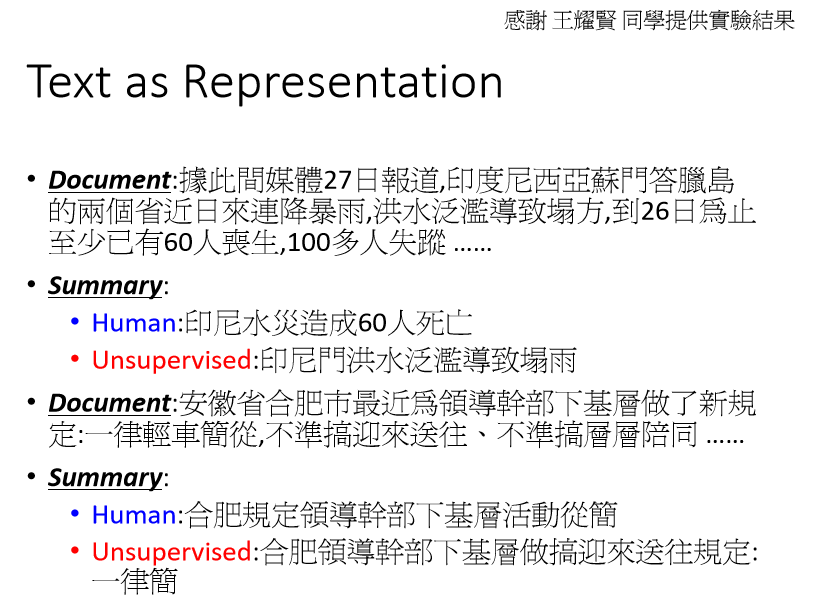 感謝 王耀賢 同學提供實驗結果
Text as Representation
• Document:據此間媒體27日報道,印度尼西亞蘇門答臘島
的兩個省近日來連降暴雨,洪水泛濫導致塌方,到26日爲止
至少已有60人喪生,100多人失蹤 ……
• Summary:
• Human:印尼水災造成60人死亡
• Unsupervised:印尼門洪水泛濫導致塌雨
• Document:安徽省合肥市最近爲領導幹部下基層做了新規
定:一律輕車簡從,不準搞迎來送往、不準搞層層陪同 ……
• Summary:
• Human:合肥規定領導幹部下基層活動從簡
• Unsupervised:合肥領導幹部下基層做搞迎來送往規定:
一律簡